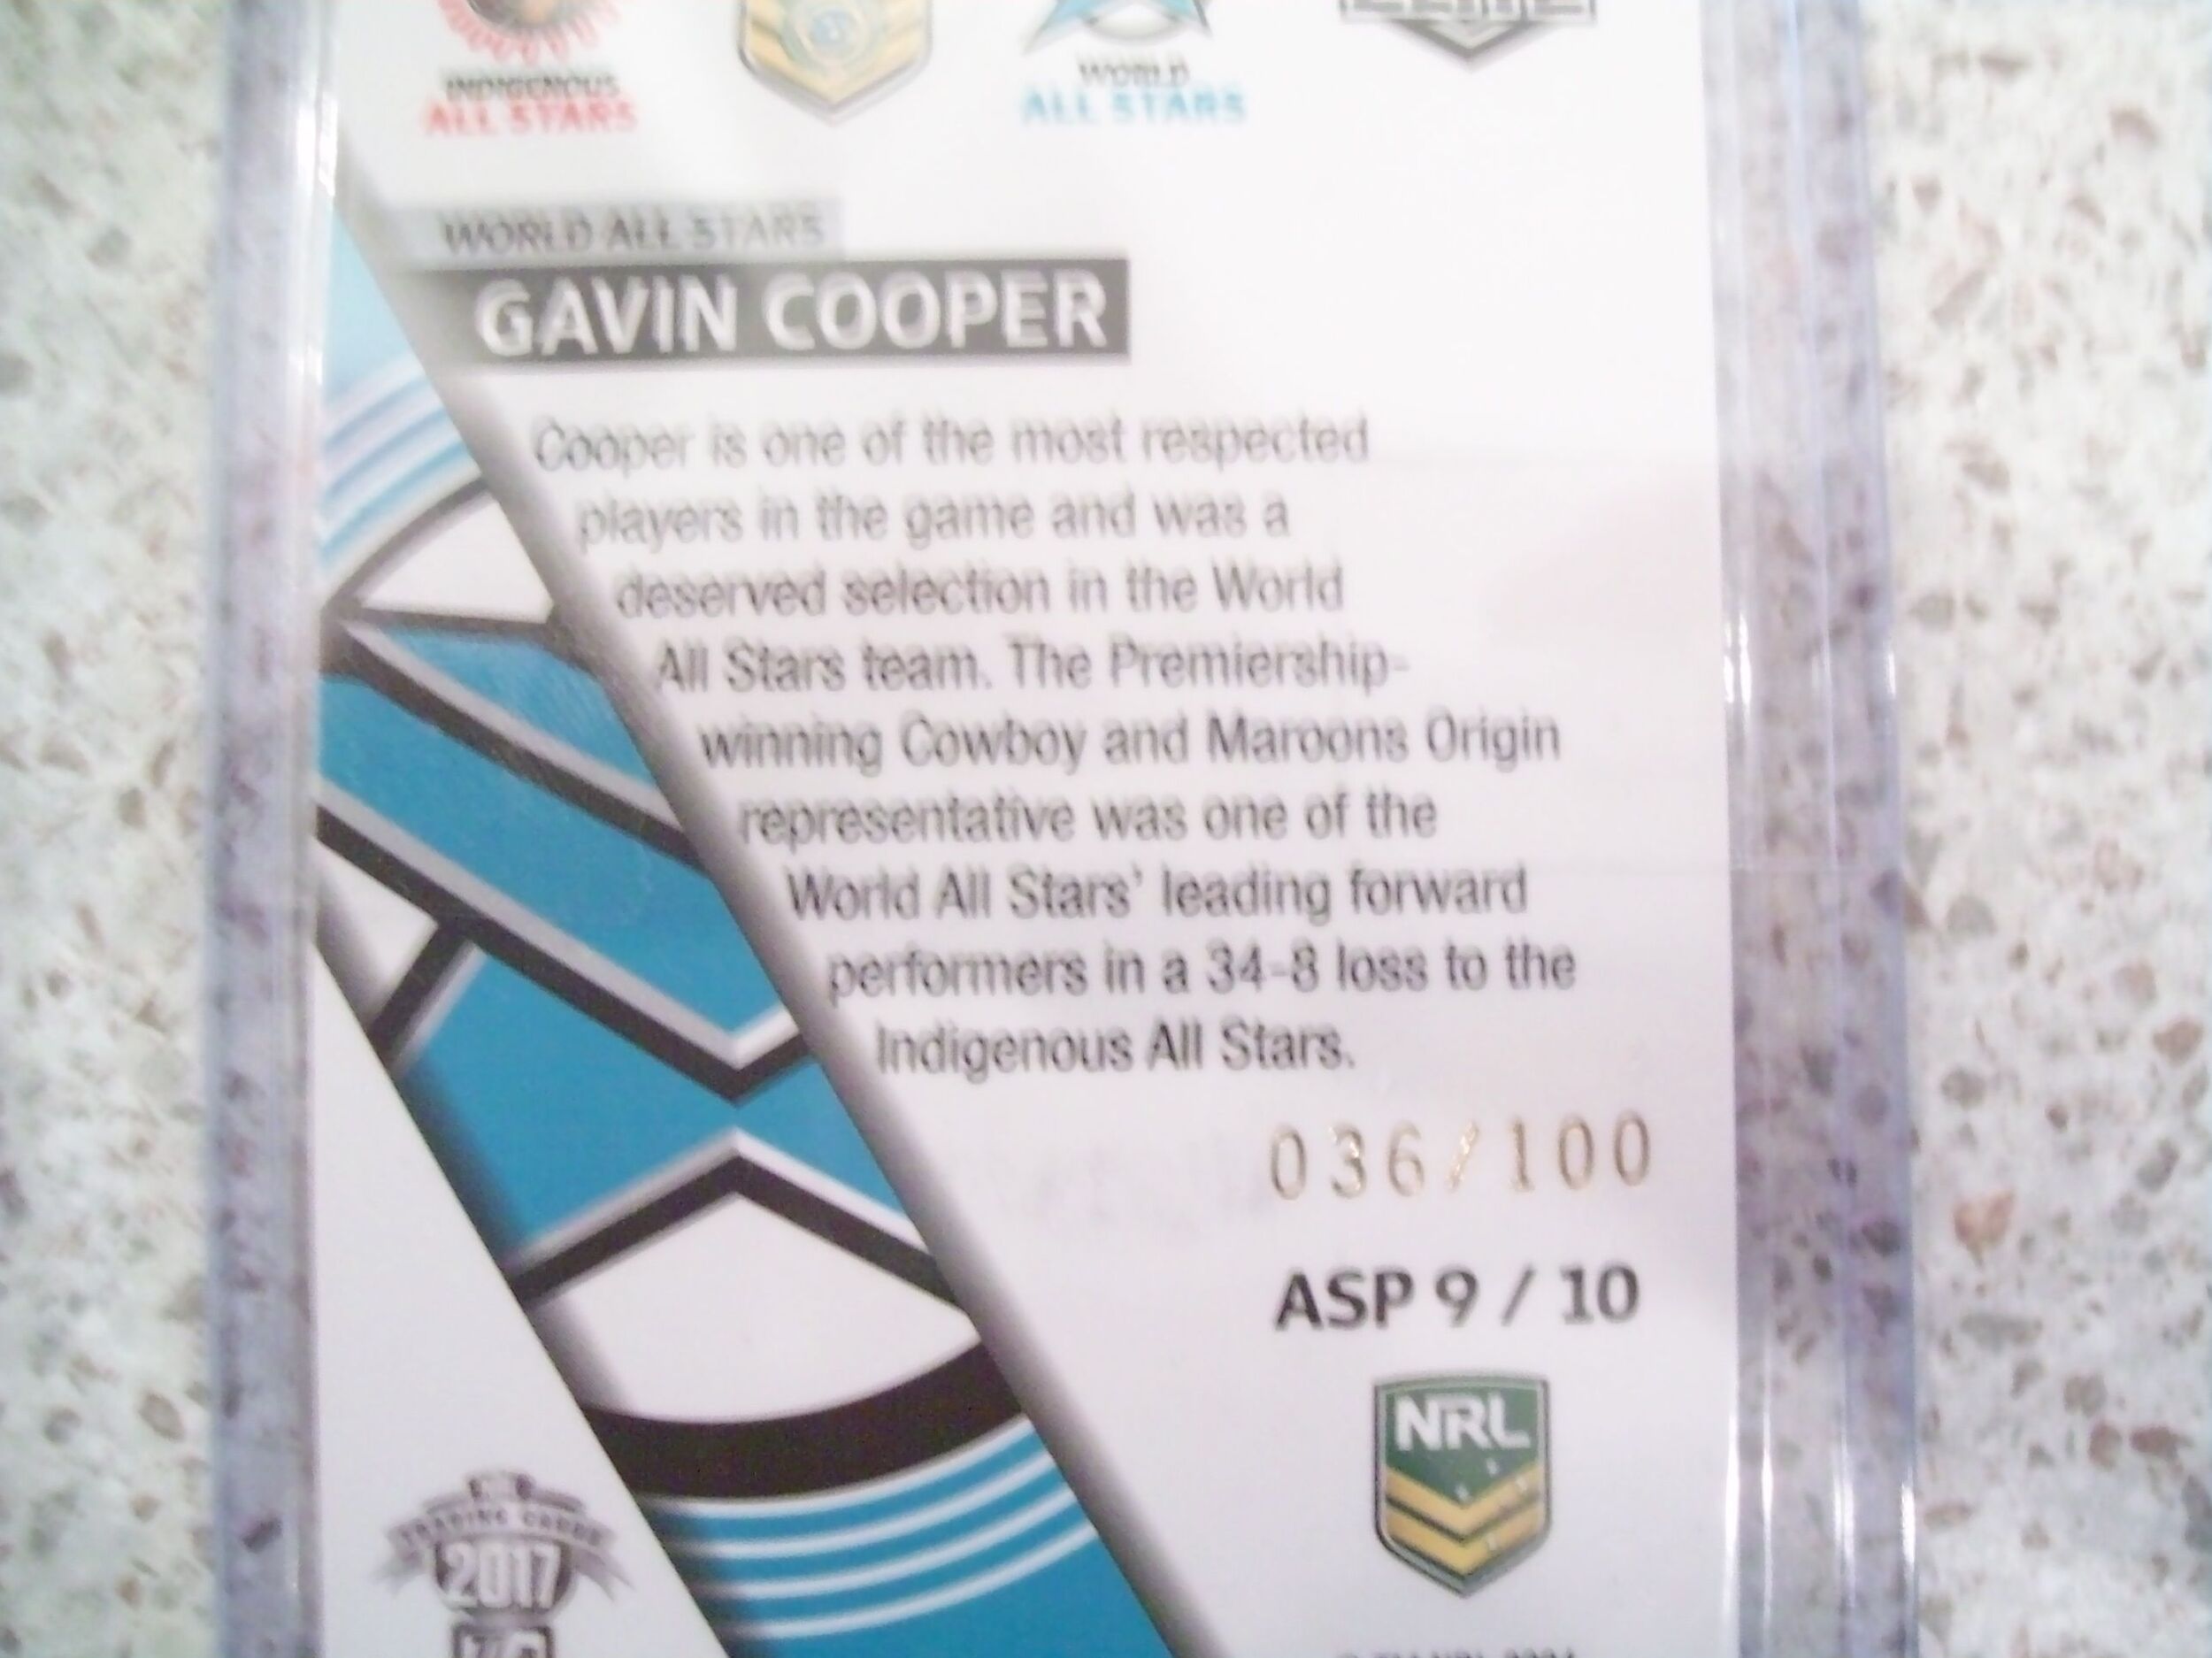 INDIGENOUS
ALL STARS
WORLD
ALL STARS
WORLD ALL STARS
GAVIN COOPER
Cooper is one of the most respected
players in the game and was a
deserved selection in the World
All Stars team. The Premiership-
winning Cowboy and Maroons Origin
representative was one of the
World All Stars' leading forward
performers in a 34-8 loss to the
Indigenous All Stars.
036/100
ASP 9 / 10
NRL
TRADING CARDS
2017